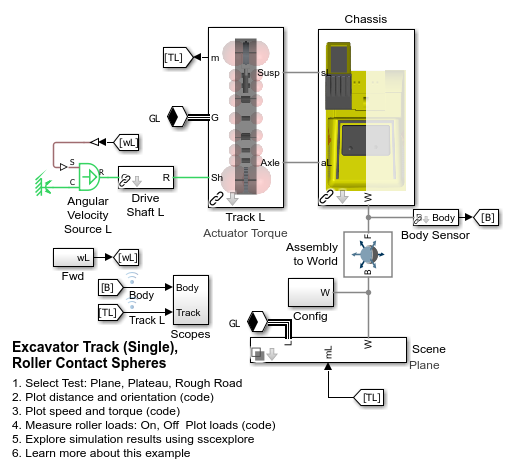 Chassis
[TL]
m
Susp
sL
GL
G
[wL]
S
R
C
R
Sh
Axle
aL
W
Angular
Velocity
Source L
Drive
Shaft L
Track L
Actuator Torque
Body
[B]
Body Sensor
wL
[wL]
Fwd
F
Assembly
to World
B
[B]
Body
Body
[TL]
Track
Track L
Scopes
W
Config
GL
L
mL
W
Scene
Plane
[TL]
Excavator Track (Single),
Roller Contact Spheres
1. Select Test: Plane, Plateau, Rough Road
2. Plot distance and orientation (code)
3. Plot speed and torque (code)
4. Measure roller loads: On, Off Plot loads (code)
5. Explore simulation results using sscexplore
6. Learn more about this example